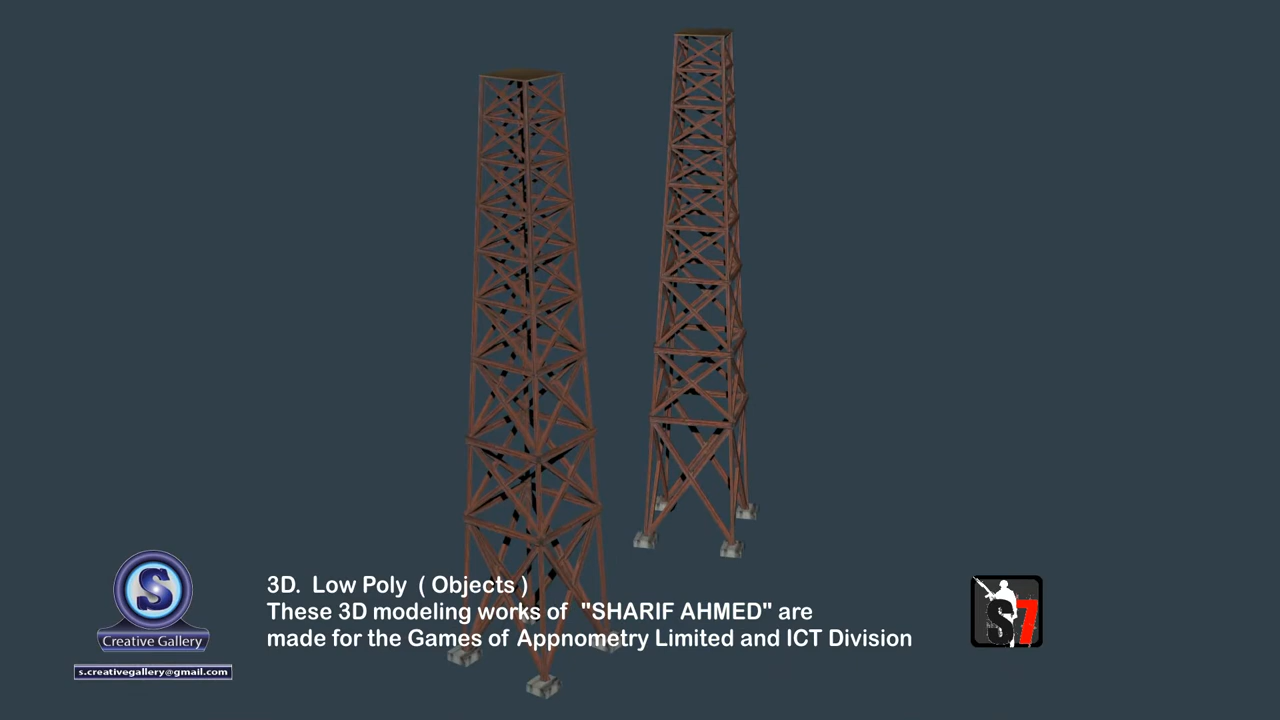 3D.  Low Poly  ( Objects )
These 3D modeling works of  "SHARIF AHMED" are
made for the Games of Appnometry Limited and ICT Division
S
Creative Gallery
s.creativegallery@gmail.com
S7